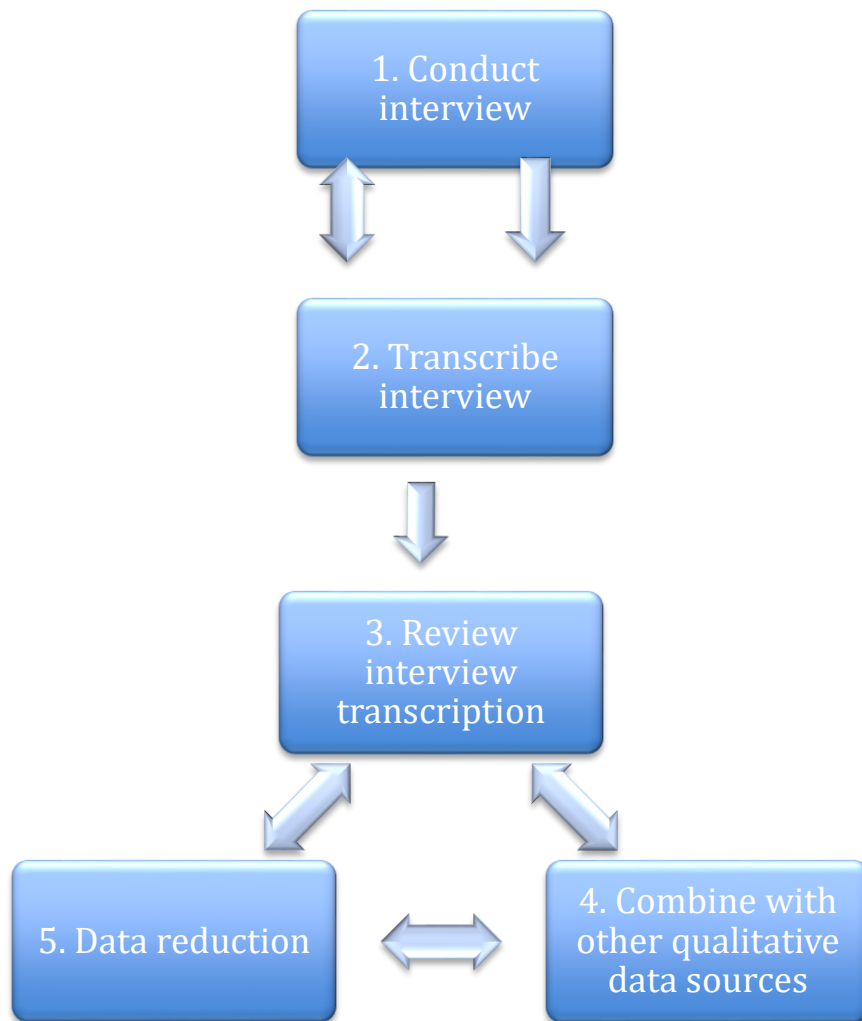 1. Conduct
interview
2. Transcribe
interview
3. Review
interview
transcription
5. Data reduction
4. Combine with
other qualitative
data sources